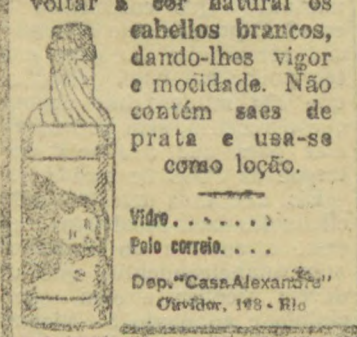 voltar a cor natural os
cabellos brancos,
dando-lhes vigor
e mocidade. Não
contém saes de
prata e usa-se
como loção.
Vidro.......
Pelo correio....
Dep. "Casa Alexandre"
Ouvidor, 148 - Rio